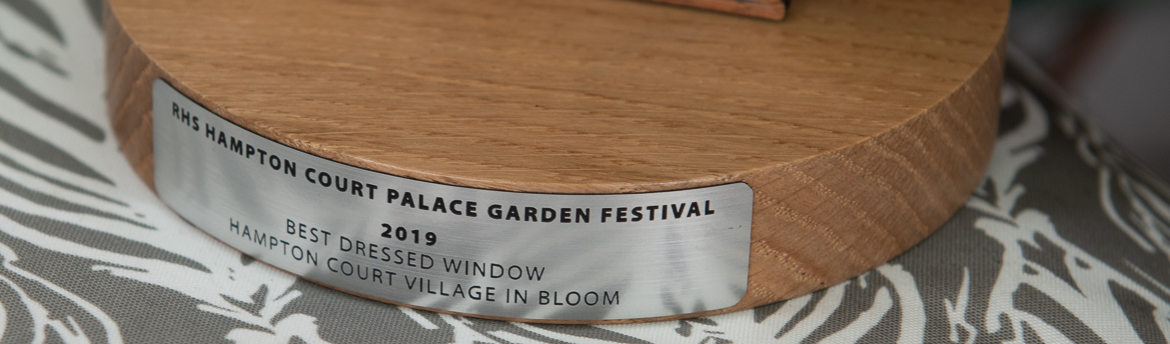 RHS HAMPTON COURT PALACE GARDEN FESTIVAL
2019
BEST DRESSED WINDOW
HAMPTON COURT VILLAGE IN BLOOM